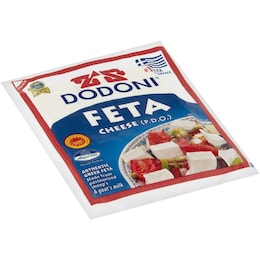 DODONI
FETA
CHEESE (P.D.O.)
AUTHENTIC
GREEK FETA
made from
pasteurised
sheep's
& goat's milk